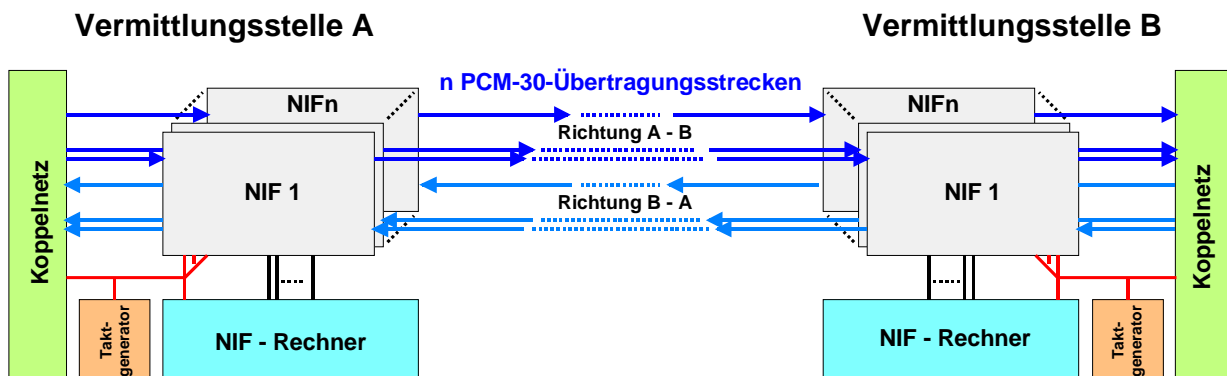 Vermittlungsstelle A
Vermittlungsstelle B
n PCM-30-Übertragungsstrecken
NIFn
NIFn
Richtung A - B
NIF 1
NIF 1
Richtung B - A
Koppelnetz
Koppelnetz
Takt-
generator
NIF - Rechner
NIF - Rechner
Takt-
generator